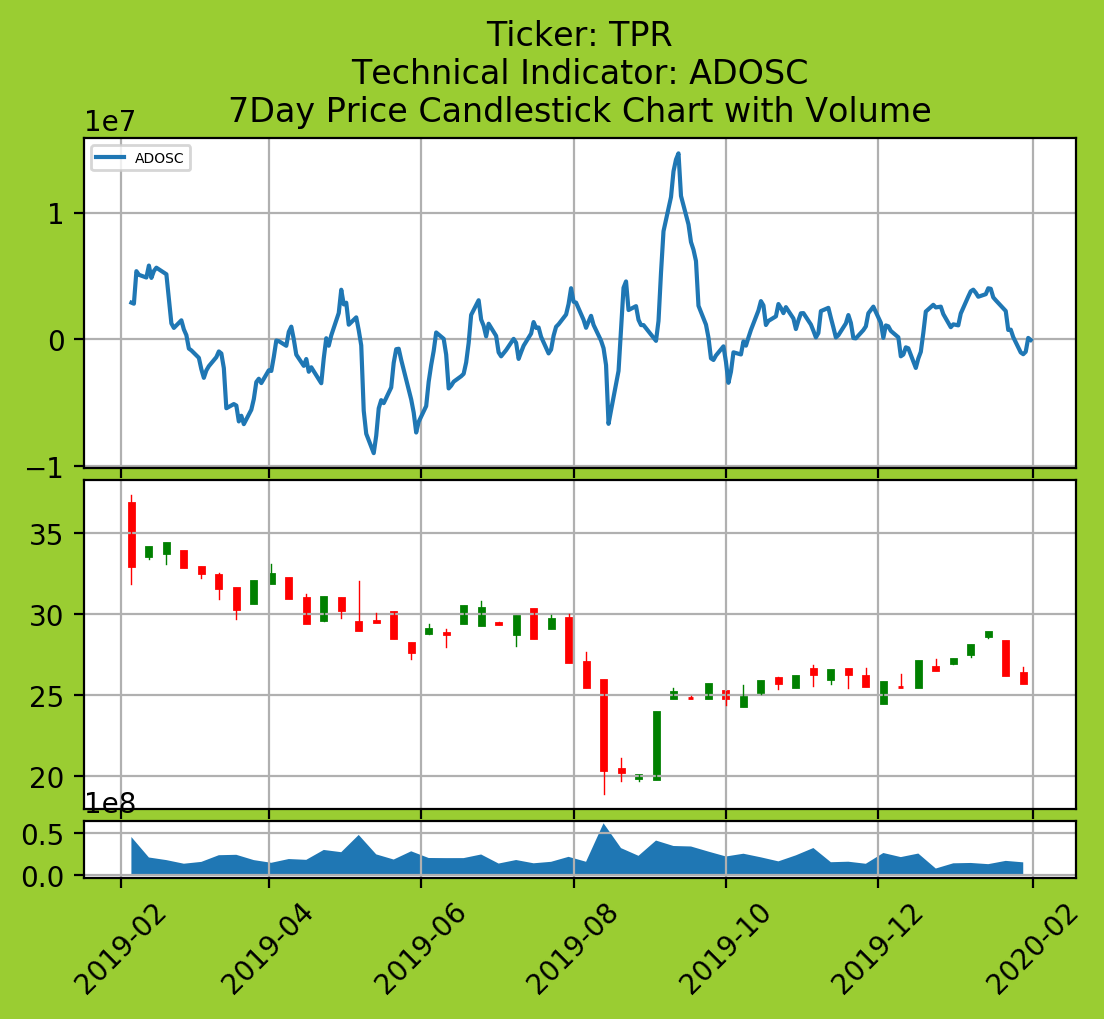 Ticker: TPR
Technical Indicator: ADOSC
7Day Price Candlestick Chart with Volume
1e7
ADOSC
1
0
−1
35
30
25
20
1e8
0.5
0.0
2019-02
2019-04
2019-06
2019-08
2019-10
2019-12
2020-02